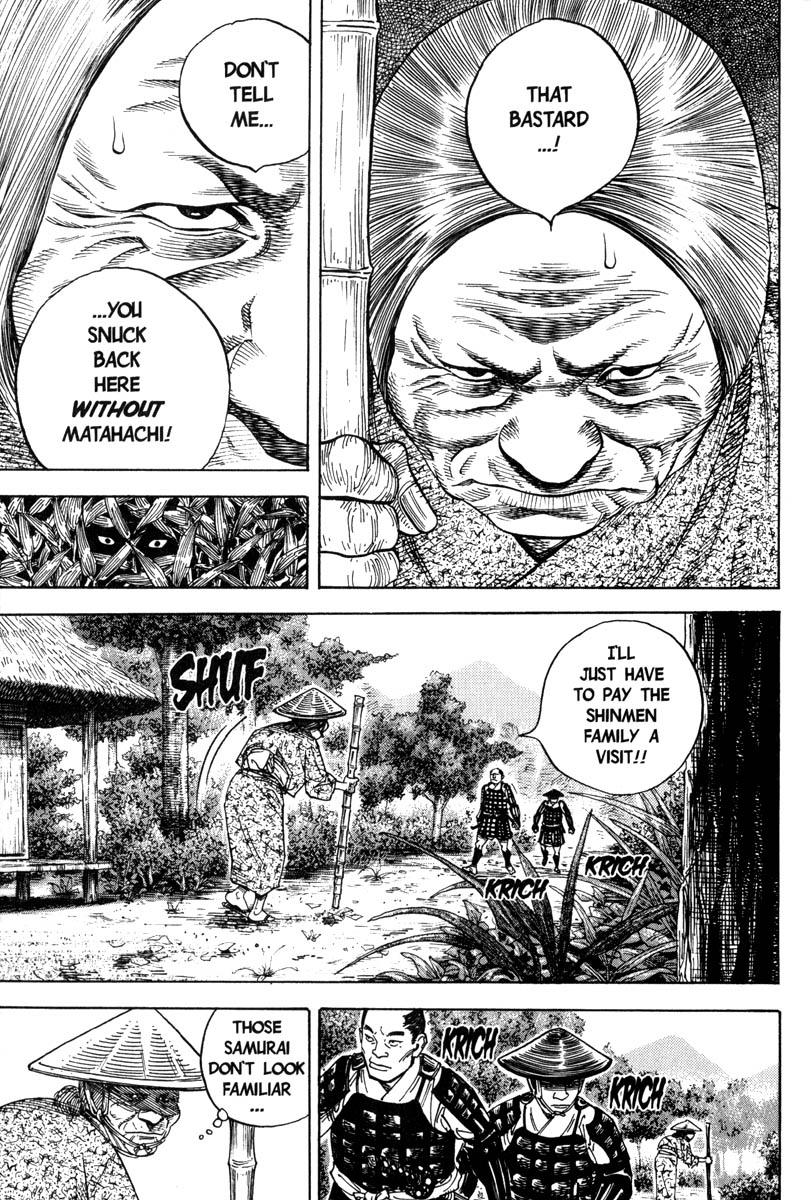 THAT
BASTARD
...!
DON'T
TELL
ME...
...YOU
SNUCK
BACK
HERE
WITHOUT
MATAHACHI!
I'LL
JUST HAVE
TO PAY THE
SHINMEN
FAMILY A
VISIT!!
SHUF
KRICH
KRICH
KRICH
KRICH
THOSE
SAMURAI
DON'T LOOK
FAMILIAR
...